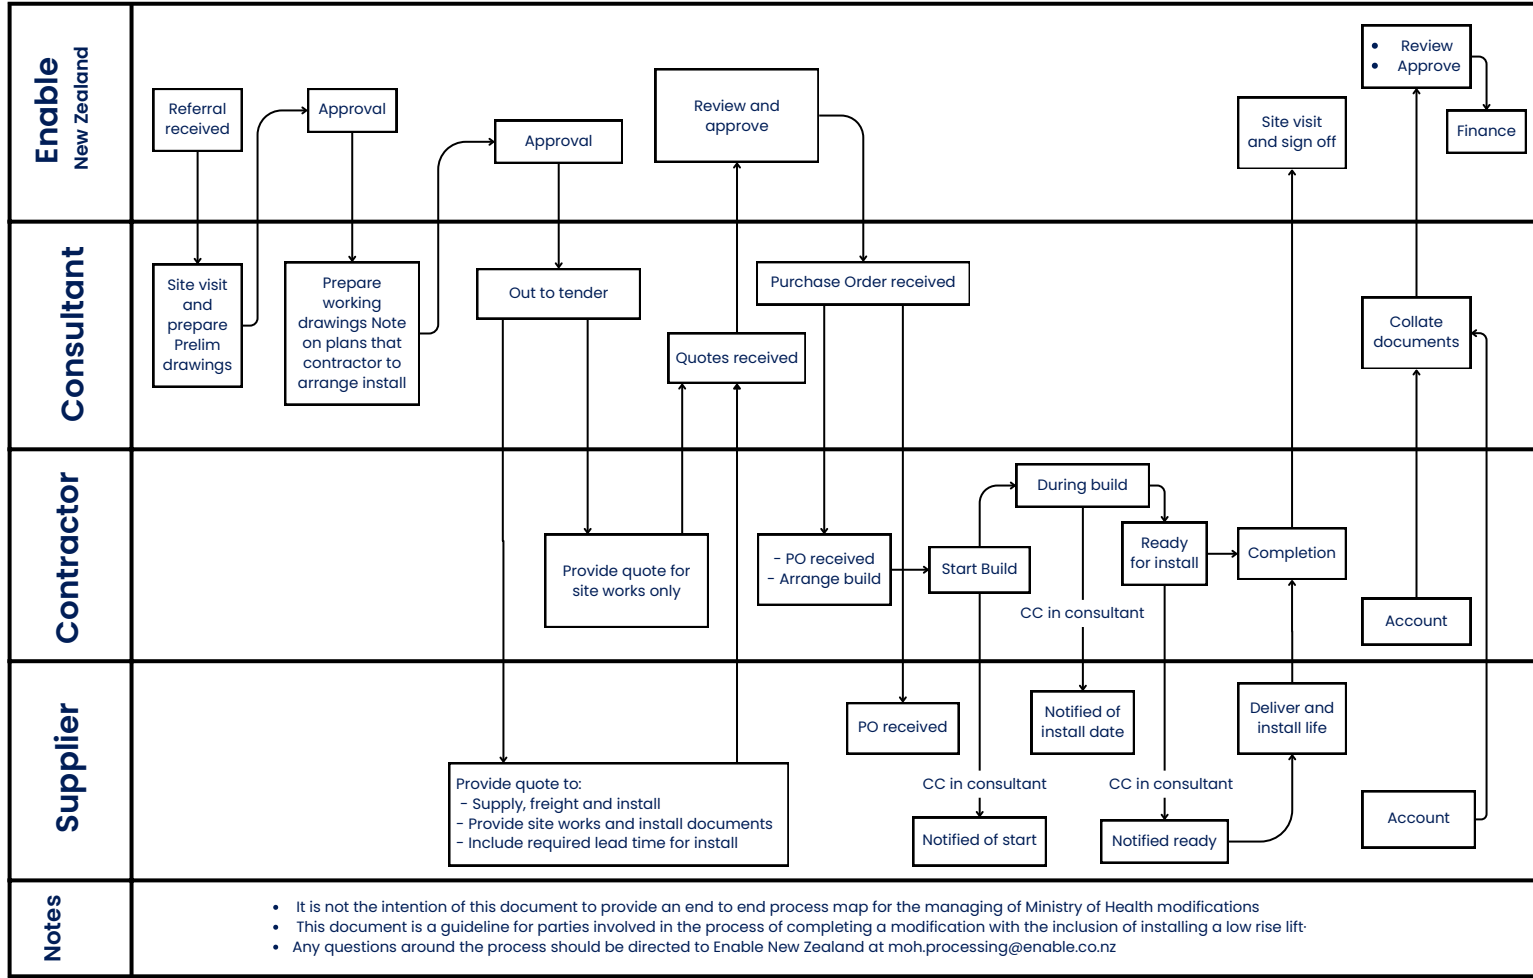 Enable
New Zealand
Referral
received
Approval
Approval
Review and
approve
Site visit
and sign off
• Review
• Approve
Finance
Consultant
Site visit
and
prepare
Prelim
drawings
Prepare
working
drawings Note
on plans that
contractor to
arrange install
Out to tender
Quotes received
Purchase Order received
Collate
documents
Contractor
Provide quote for
site works only
- PO received
- Arrange build
Start Build
During build
CC in consultant
Ready
for install
Completion
Account
Supplier
Provide quote to:
- Supply, freight and install
- Provide site works and install documents
- Include required lead time for install
PO received
CC in consultant
Notified of start
Notified of
install date
CC in consultant
Notified ready
Deliver and
install life
Account
Notes
• It is not the intention of this document to provide an end to end process map for the managing of Ministry of Health modifications
• This document is a guideline for parties involved in the process of completing a modification with the inclusion of installing a low rise lift·
• Any questions around the process should be directed to Enable New Zealand at moh.processing@enable.co.nz